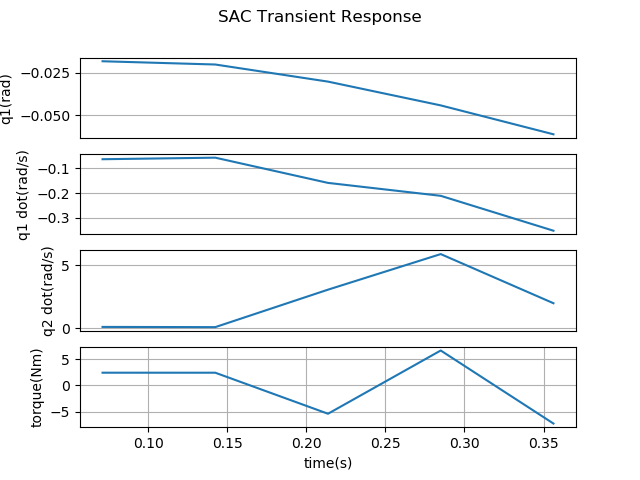 SAC Transient Response
q1(rad)
−0.025
−0.050
q1 dot(rad/s)
−0.1
−0.2
−0.3
q2 dot(rad/s)
5
0
torque(Nm)
5
0
−5
0.10 0.15 0.20 0.25 0.30 0.35
time(s)